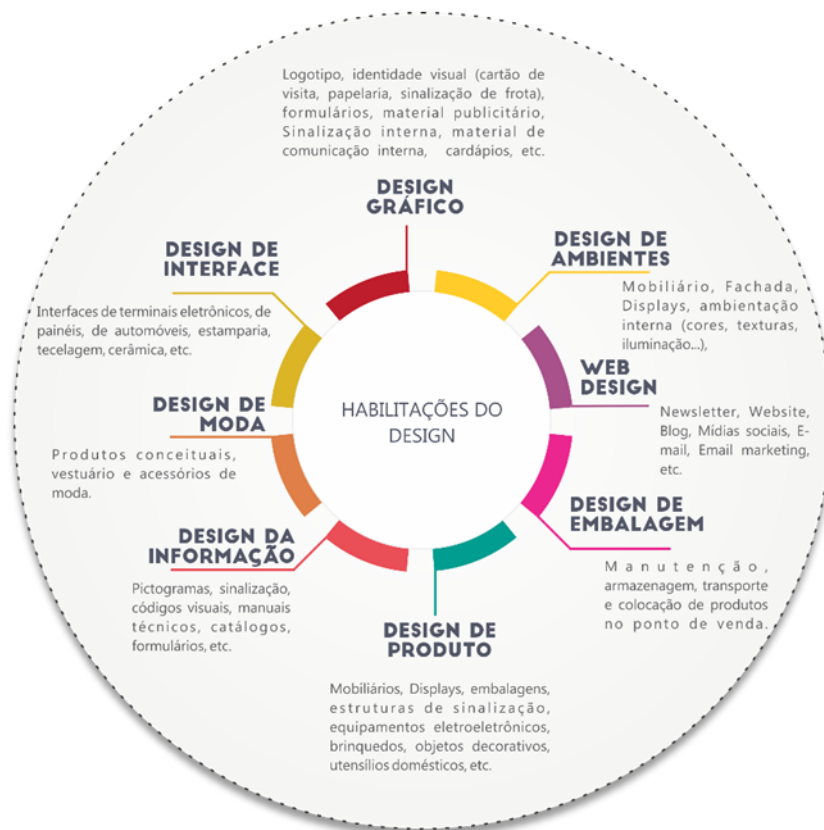 Logotipo, identidade visual (cartão de
visita, papelaria, sinalização de frota),
formulários, material publicitário,
Sinalização interna, material de
comunicação interna, cardápios, etc.
DESIGN
GRÁFICO
DESIGN DE
AMBIENTES
Mobiliário, Fachada,
Displays, ambientação
interna (cores, texturas,
iluminação...),
WEB
DESIGN
Newsletter, Website,
Blog, Mídias sociais, E-
mail, Email marketing,
etc.
DESIGN DE
EMBALAGEM
Manutenção,
armazenagem, transporte
e colocação de produtos
no ponto de venda.
DESIGN DE
PRODUTO
Mobiliários, Displays, embalagens,
estruturas de sinalização,
equipamentos eletroeletrônicos,
brinquedos, objetos decorativos,
utensílios domésticos, etc.
DESIGN DA
INFORMAÇÃO
Pictogramas, sinalização,
códigos visuais, manuais
técnicos, catálogos,
formulários, etc.
DESIGN DE
MODA
Produtos conceituais,
vestuário e acessórios de
moda.
DESIGN DE
INTERFACE
Interfaces de terminais eletrônicos, de
painéis, de automóveis, estamparia,
tecelagem, cerâmica, etc.
HABILITAÇÕES DO
DESIGN